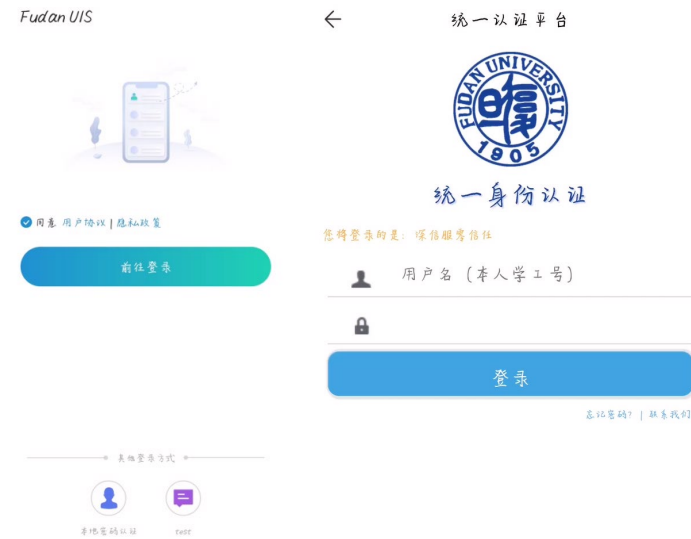 Fudan UIS
同意 用户协议 | 隐私政策
前往登录
其他登录方式
本地密码认证
test
统一认证平台
FUDAN UNIVERSITY
1905
统一身份认证
您将登录的是：深信服零信任
用户名（本人学工号）
登录
忘记密码？ | 联系我们